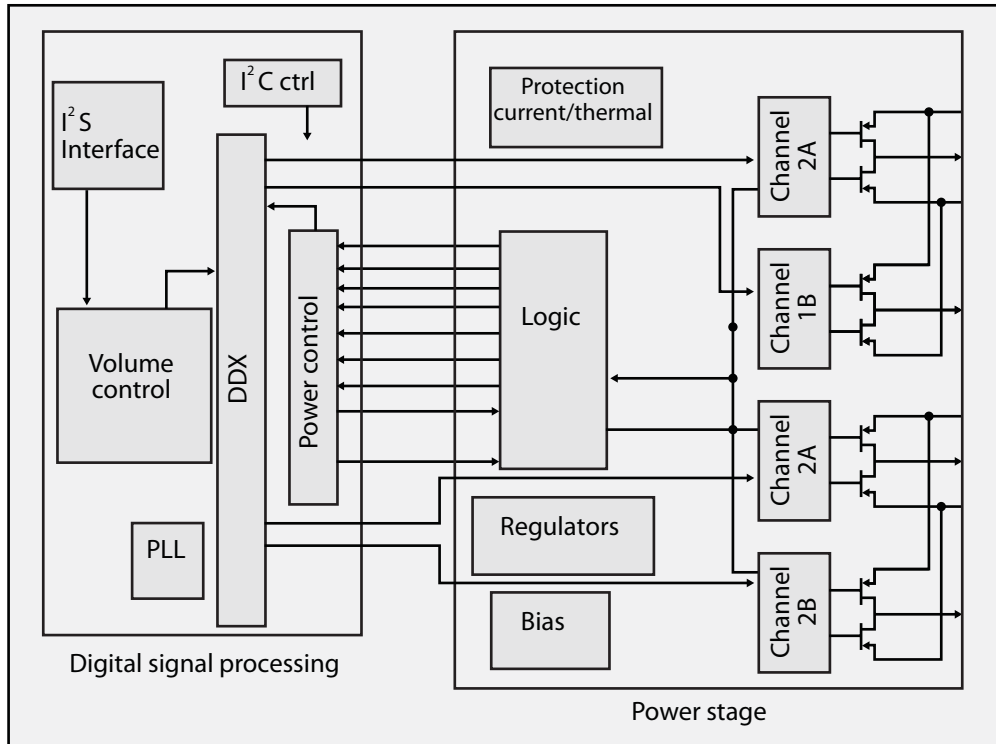 I²C ctrl
I²S
Interface
Volume
control
DDX
Power control
PLL
Digital signal processing
Protection
current/thermal
Logic
Regulators
Bias
Channel
2A
Channel
1B
Channel
2A
Channel
2B
Power stage